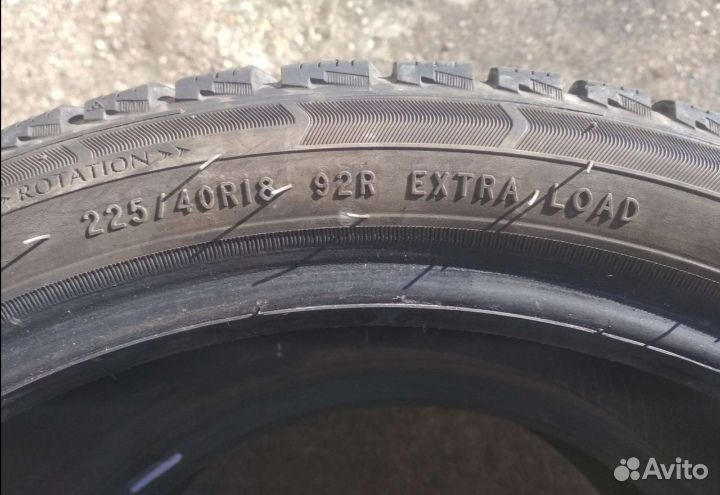 ROTATION >>
225/40R18 92R EXTRA LOAD
Avito